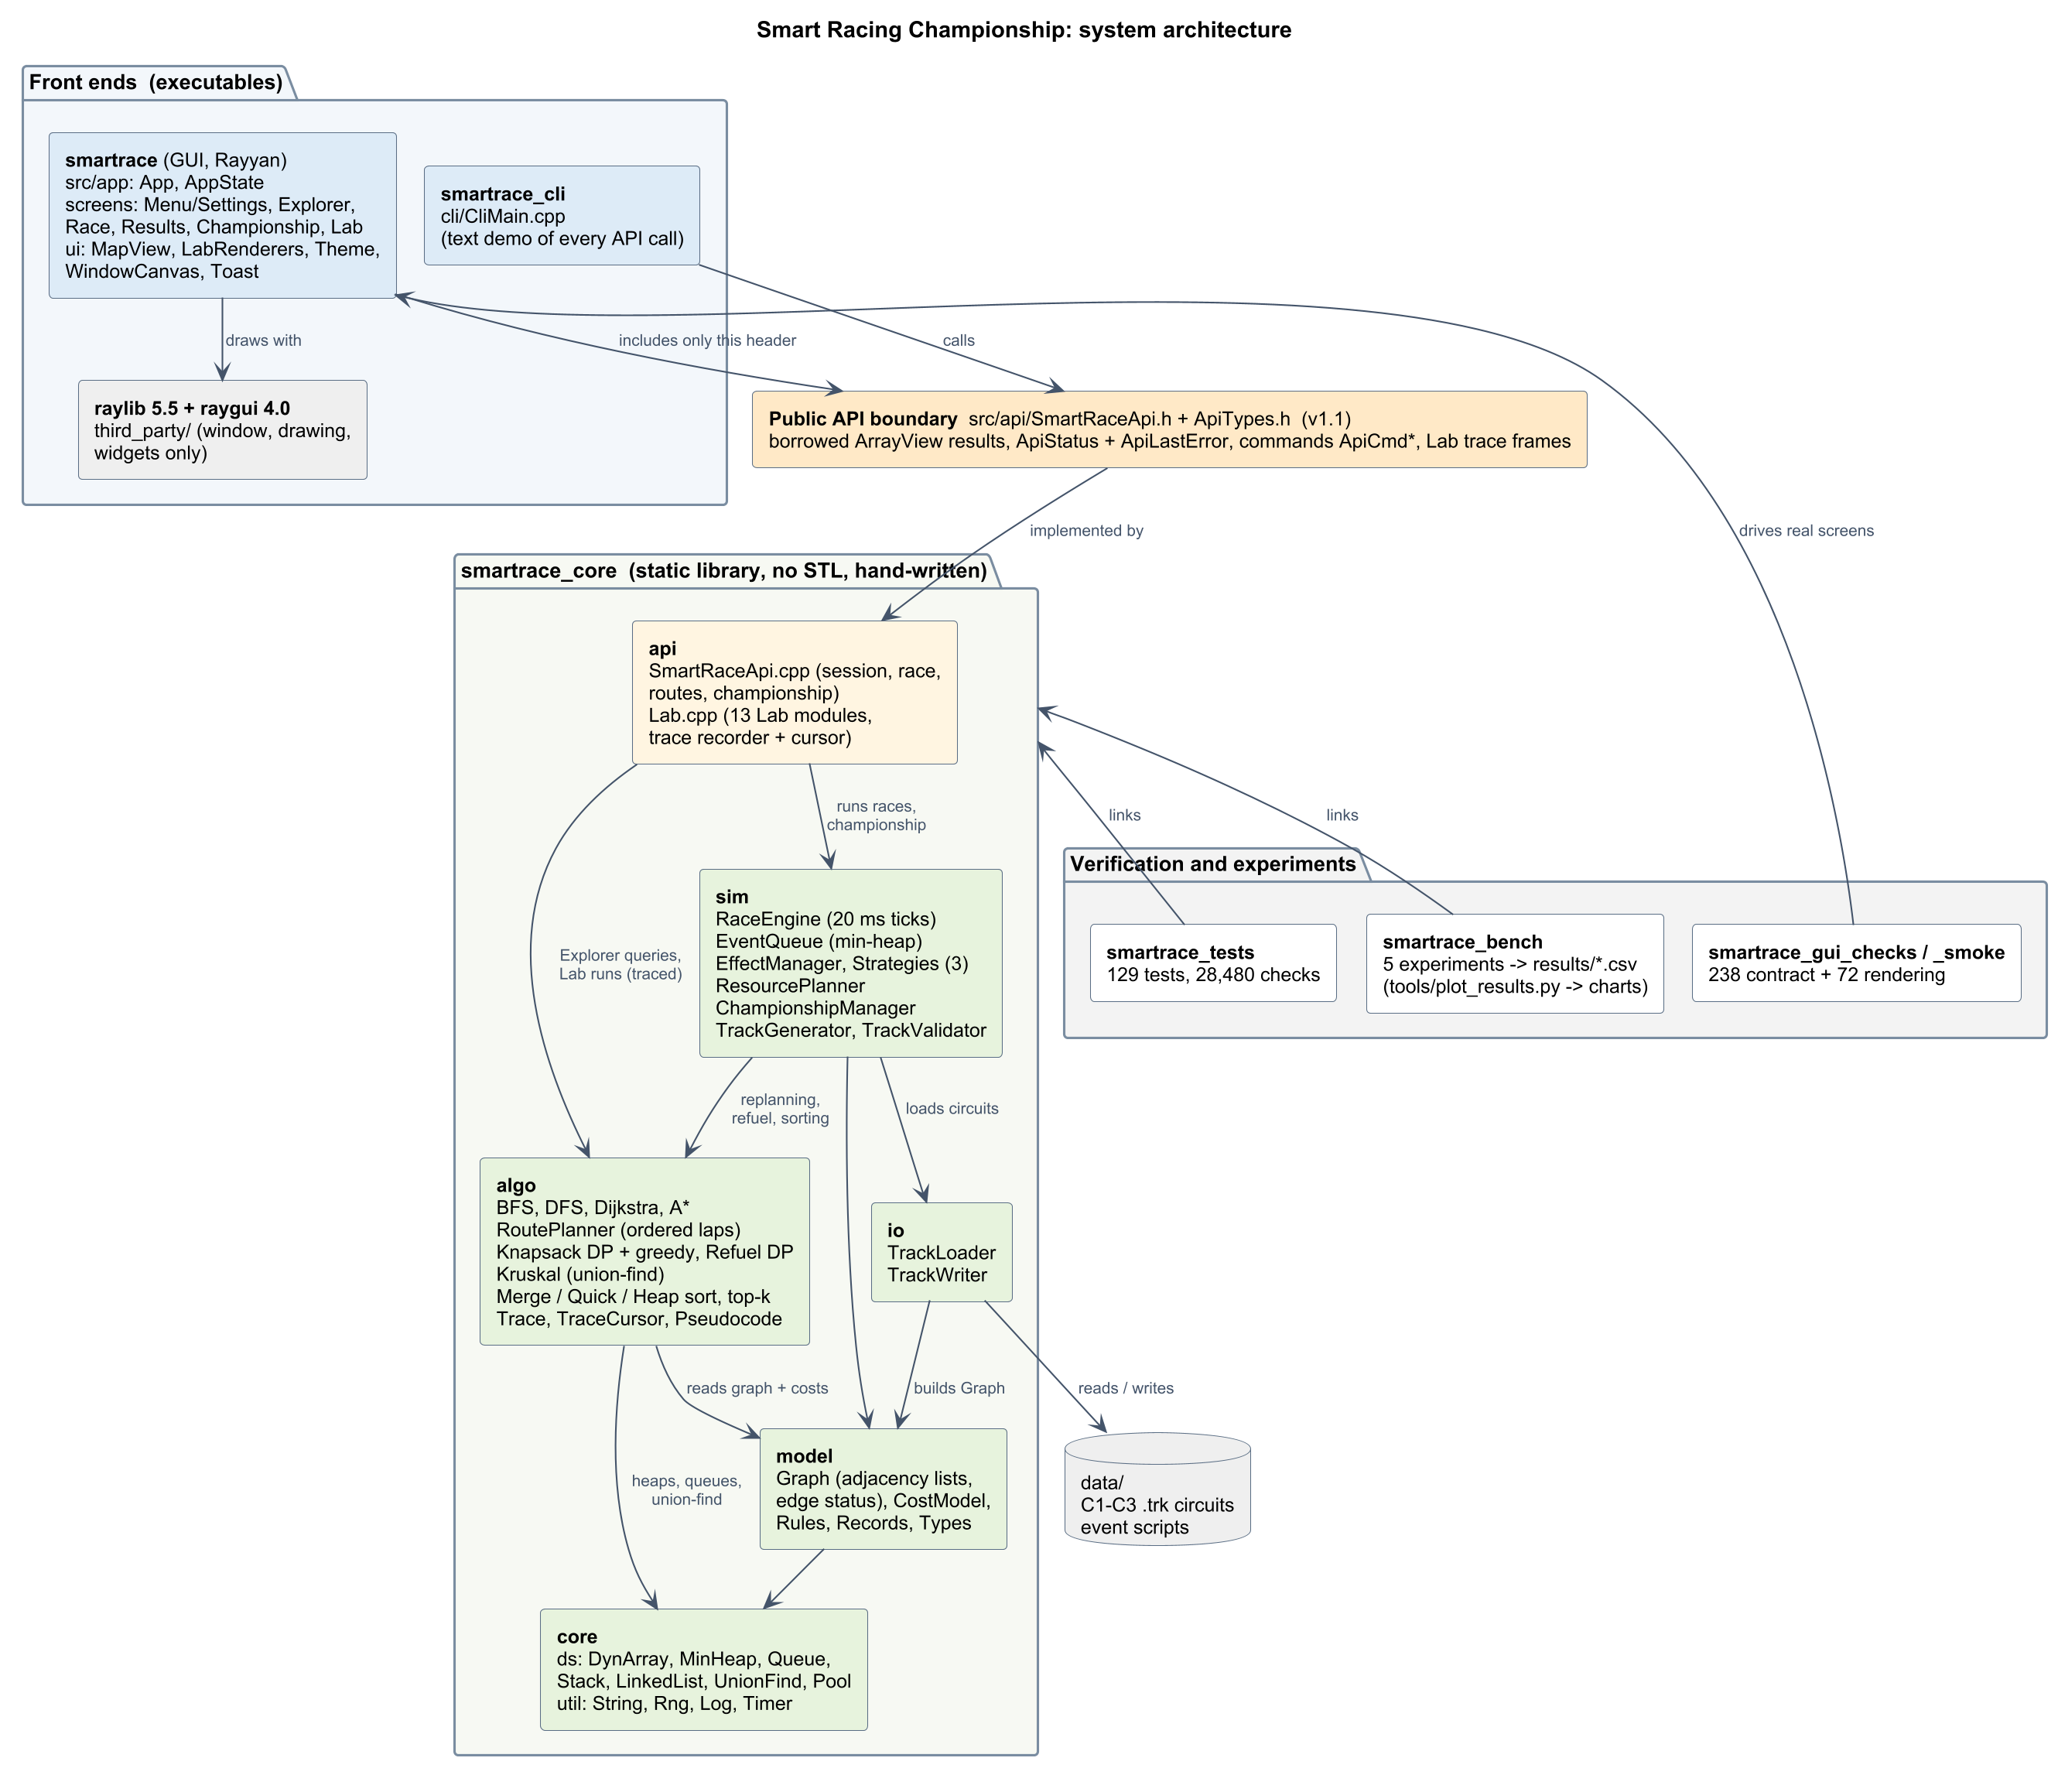 Smart Racing Championship: system architecture
Front ends  (executables)
smartrace (GUI, Rayyan)
src/app: App, AppState
screens: Menu/Settings, Explorer,
Race, Results, Championship, Lab
ui: MapView, LabRenderers, Theme,
WindowCanvas, Toast
smartrace_cli
cli/CliMain.cpp
(text demo of every API call)
draws with
includes only this header
calls
raylib 5.5 + raygui 4.0
third_party/ (window, drawing,
widgets only)
Public API boundary  src/api/SmartRaceApi.h + ApiTypes.h  (v1.1)
borrowed ArrayView results, ApiStatus + ApiLastError, commands ApiCmd*, Lab trace frames
implemented by
drives real screens
smartrace_core  (static library, no STL, hand-written)
api
SmartRaceApi.cpp (session, race,
routes, championship)
Lab.cpp (13 Lab modules,
trace recorder + cursor)
runs races,
championship
links
links
Verification and experiments
smartrace_tests
129 tests, 28,480 checks
smartrace_bench
5 experiments -> results/*.csv
(tools/plot_results.py -> charts)
smartrace_gui_checks / _smoke
238 contract + 72 rendering
sim
RaceEngine (20 ms ticks)
EventQueue (min-heap)
EffectManager, Strategies (3)
ResourcePlanner
ChampionshipManager
TrackGenerator, TrackValidator
Explorer queries,
Lab runs (traced)
replanning,
refuel, sorting
loads circuits
algo
BFS, DFS, Dijkstra, A*
RoutePlanner (ordered laps)
Knapsack DP + greedy, Refuel DP
Kruskal (union-find)
Merge / Quick / Heap sort, top-k
Trace, TraceCursor, Pseudocode
io
TrackLoader
TrackWriter
reads graph + costs
builds Graph
reads / writes
model
Graph (adjacency lists,
edge status), CostModel,
Rules, Records, Types
heaps, queues,
union-find
data/
C1-C3 .trk circuits
event scripts
core
ds: DynArray, MinHeap, Queue,
Stack, LinkedList, UnionFind, Pool
util: String, Rng, Log, Timer